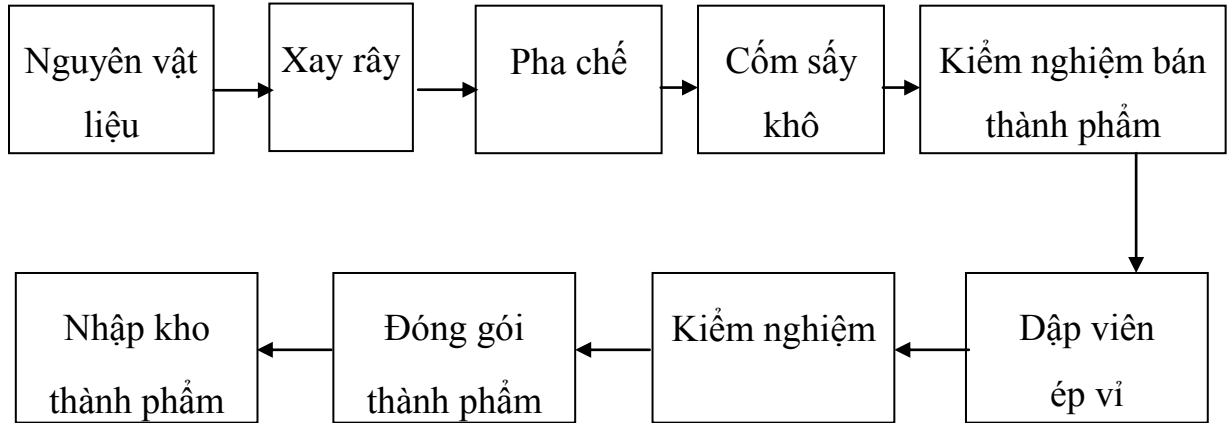 Nguyên vật
liệu
Xay rây
Pha chế
Cốm sấy
khô
Kiểm nghiệm bán
thành phẩm
Dập viên
ép vỉ
Kiểm nghiệm
Đóng gói
thành phẩm
Nhập kho
thành phẩm